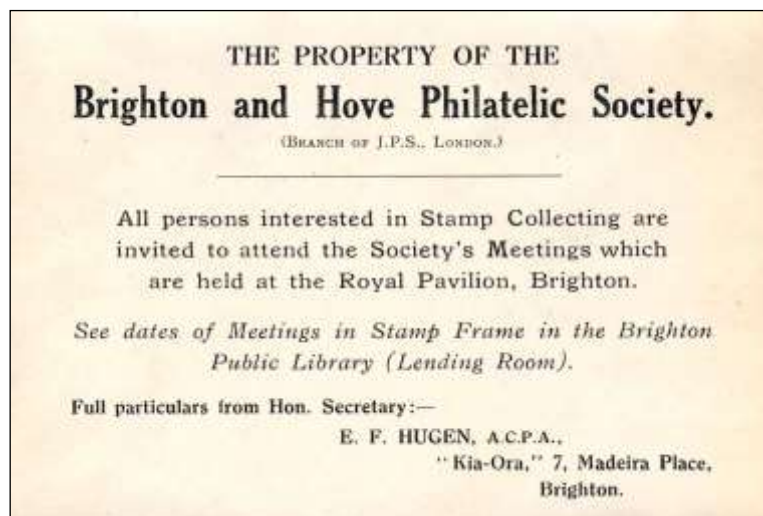 THE PROPERTY OF THE
Brighton and Hove Philatelic Society.
(BRANCH OF J.P.S., LONDON.)
All persons interested in Stamp Collecting are
invited to attend the Society's Meetings which
are held at the Royal Pavilion, Brighton.
See dates of Meetings in Stamp Frame in the Brighton
Public Library (Lending Room).
Full particulars from Hon. Secretary:—
E. F. HUGEN, A.C.P.A.,
"Kia-Ora," 7, Madeira Place,
Brighton.